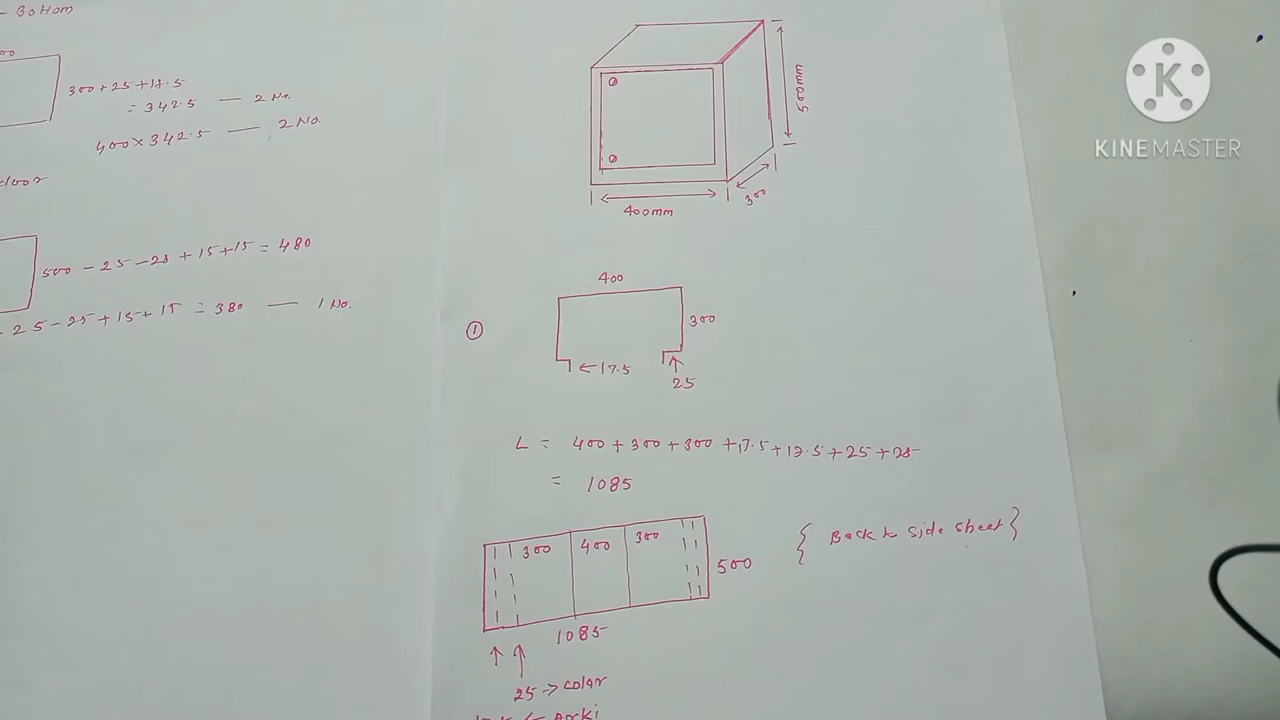 - Bottom
00
300+25+17.5
= 342.5 — 2 No.
400×342.5 — 2 No.
door
500 - 25 - 25 + 15 + 15 = 480
- 25 - 25 + 15 + 15 = 380 — 1 No.
500mm
300
400mm
KINEMASTER
400
①
300
←17.5
25
L = 400 + 300 + 300 + 17.5 + 17.5 + 25 + 25
= 1085
300 400 300
500
{ Back & Side sheet }
1085
25 → Colar